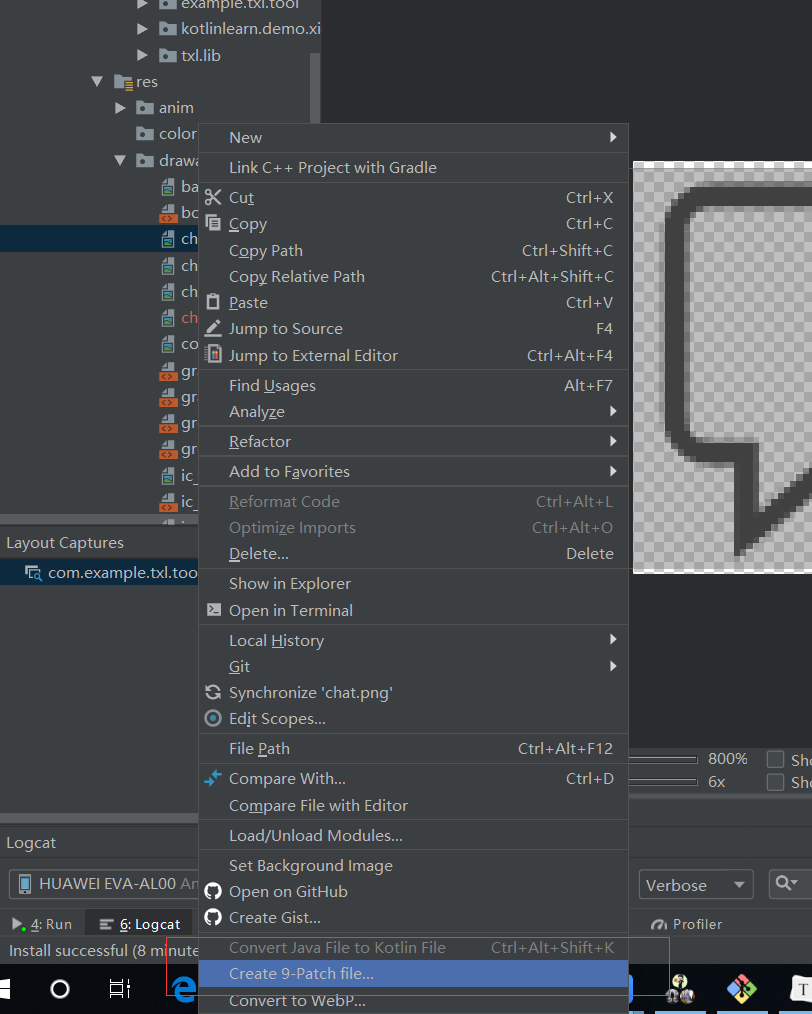 example.txl.tool
kotlinlearn.demo.xi
txl.lib
res
anim
color
drawa
ba
bc
ch
ch
ch
ch
co
gr
gr
gr
gr
ic_
ic_
New
Link C++ Project with Gradle
Cut Ctrl+X
Copy Ctrl+C
Copy Path Ctrl+Shift+C
Copy Relative Path Ctrl+Alt+Shift+C
Paste Ctrl+V
Jump to Source F4
Jump to External Editor Ctrl+Alt+F4
Find Usages Alt+F7
Analyze
Refactor
Add to Favorites
Reformat Code Ctrl+Alt+L
Optimize Imports Ctrl+Alt+O
Delete... Delete
Show in Explorer
Open in Terminal
Local History
Git
Synchronize 'chat.png'
Edit Scopes...
File Path Ctrl+Alt+F12
Compare With... Ctrl+D
Compare File with Editor
Load/Unload Modules...
Set Background Image
Open on GitHub
Create Gist...
Convert Java File to Kotlin File Ctrl+Alt+Shift+K
Create 9-Patch file...
Convert to WebP...
Layout Captures
com.example.txl.too
800% Sho
6x Sho
Logcat
HUAWEI EVA-AL00 An
Verbose
4: Run 6: Logcat Profiler
Install successful (8 minute
T